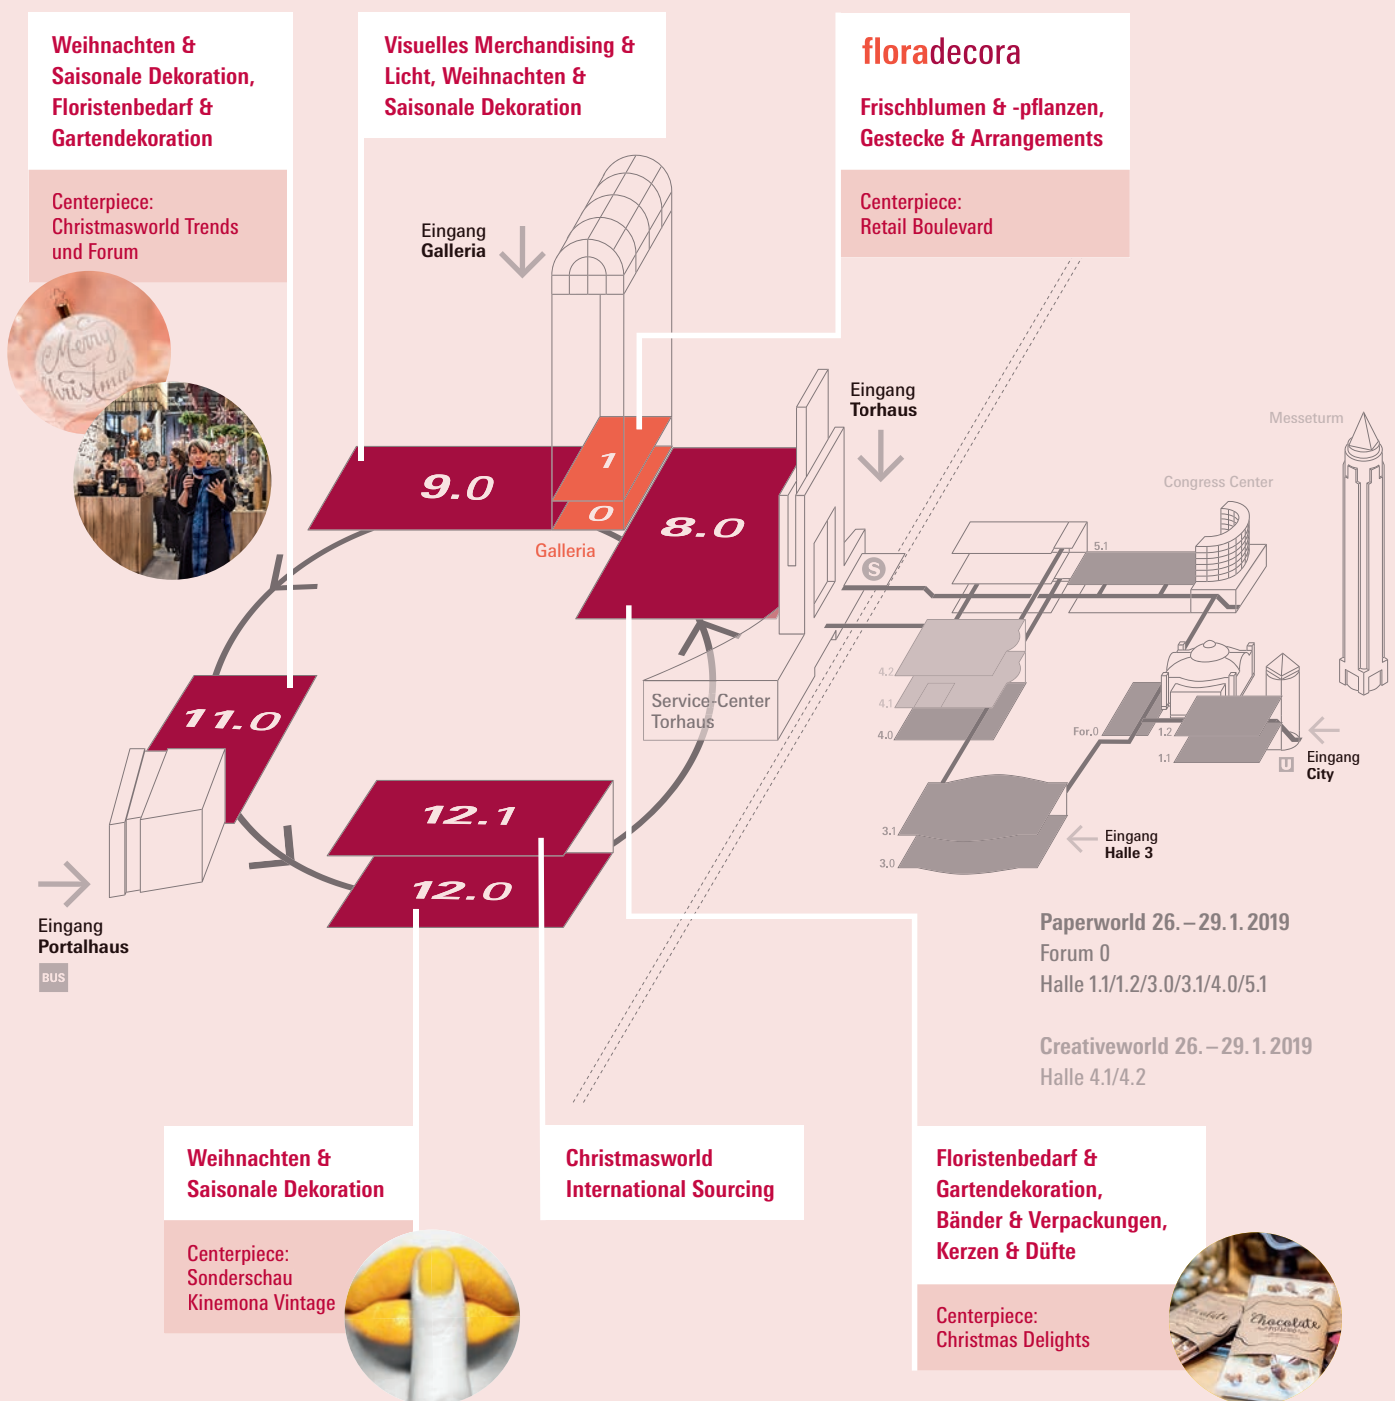 Weihnachten &
Saisonale Dekoration,
Floristenbedarf &
Gartendekoration
Centerpiece:
Christmasworld Trends
und Forum
Visuelles Merchandising &
Licht, Weihnachten &
Saisonale Dekoration
floradecora
Frischblumen & -pflanzen,
Gestecke & Arrangements
Centerpiece:
Retail Boulevard
Eingang
Galleria
Merry
Christmas
Eingang
Torhaus
Messeturm
Congress Center
9.0
1
0
8.0
Galleria
S
5.1
11.0
Service-Center
Torhaus
4.2
4.1
4.0
For.0
1.2
1.1
U
Eingang
City
12.1
12.0
3.1
3.0
Eingang
Halle 3
Eingang
Portalhaus
BUS
Paperworld 26. – 29. 1. 2019
Forum 0
Halle 1.1/1.2/3.0/3.1/4.0/5.1
Creativeworld 26. – 29. 1. 2019
Halle 4.1/4.2
Weihnachten &
Saisonale Dekoration
Centerpiece:
Sonderschau
Kinemona Vintage
Christmasworld
International Sourcing
Floristenbedarf &
Gartendekoration,
Bänder & Verpackungen,
Kerzen & Düfte
Centerpiece:
Christmas Delights
Chocolate
Chocolate